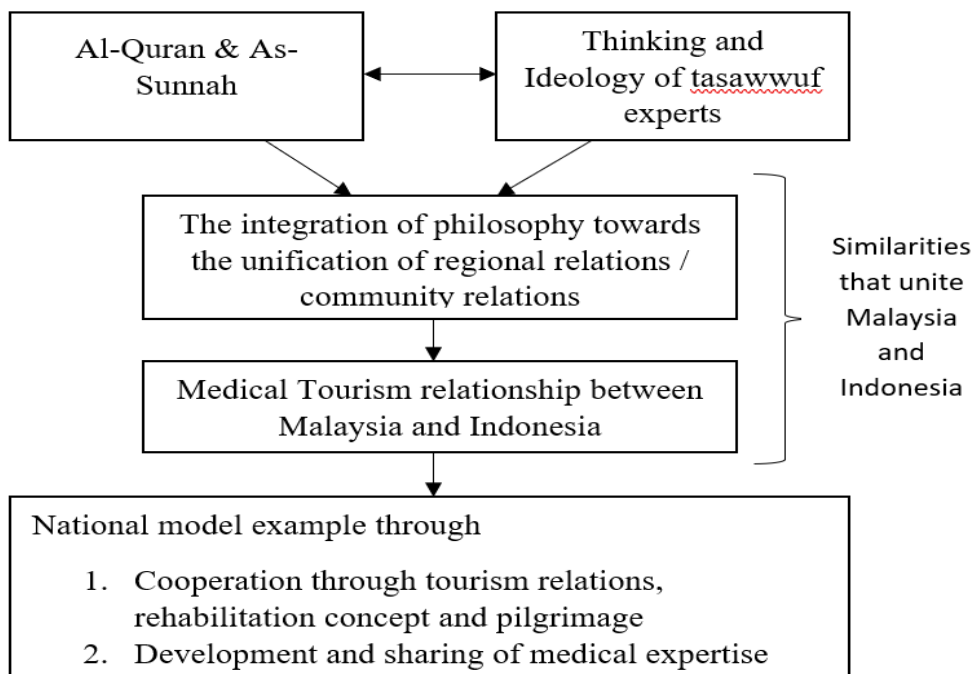 Al-Quran & As-
Sunnah
Thinking and
Ideology of tasawwuf
experts
The integration of philosophy towards
the unification of regional relations /
community relations
Similarities
that unite
Malaysia
and
Indonesia
Medical Tourism relationship between
Malaysia and Indonesia
National model example through
1. Cooperation through tourism relations,
rehabilitation concept and pilgrimage
2. Development and sharing of medical expertise